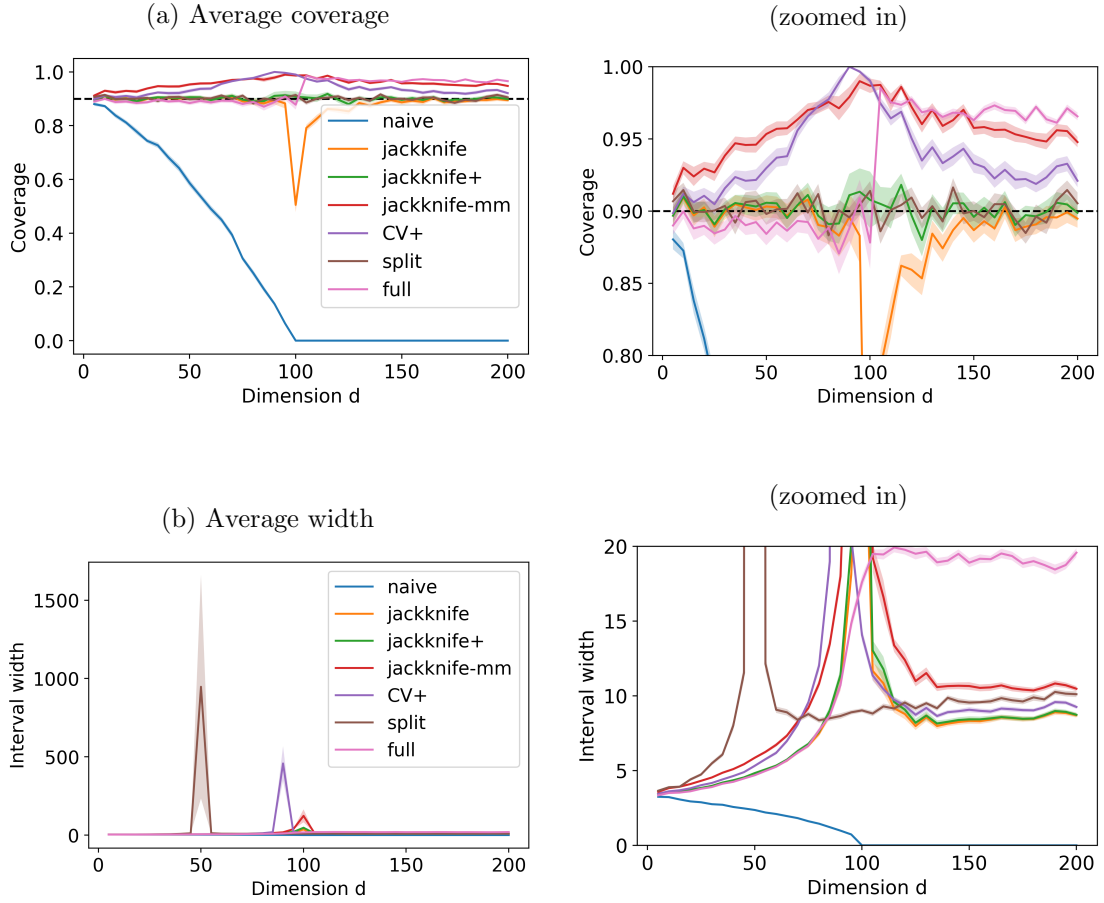 (a) Average coverage
1.0
0.8
0.6
0.4
0.2
0.0
Coverage
naive
jackknife
jackknife+
jackknife-mm
CV+
split
full
0
50
100
150
200
Dimension d
(zoomed in)
1.00
0.95
0.90
0.85
0.80
Coverage
0
50
100
150
200
Dimension d
(b) Average width
1500
1000
500
0
Interval width
naive
jackknife
jackknife+
jackknife-mm
CV+
split
full
0
50
100
150
200
Dimension d
(zoomed in)
20
15
10
5
0
Interval width
0
50
100
150
200
Dimension d